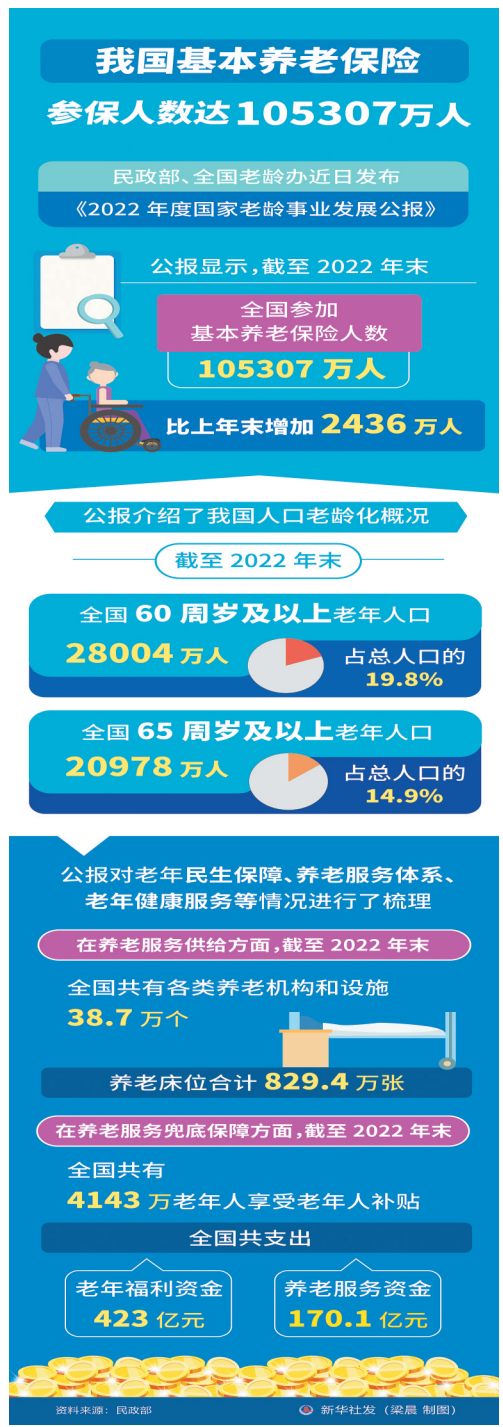 我国基本养老保险
参保人数达105307万人
民政部、全国老龄办近日发布
《2022 年度国家老龄事业发展公报》
公报显示,截至 2022 年末
全国参加
基本养老保险人数
105307 万人
比上年末增加 2436 万人
公报介绍了我国人口老龄化概况
截至 2022 年末
全国 60 周岁及以上老年人口
28004 万人
占总人口的
19.8%
全国 65 周岁及以上老年人口
20978 万人
占总人口的
14.9%
公报对老年民生保障、养老服务体系、
老年健康服务等情况进行了梳理
在养老服务供给方面,截至 2022 年末
全国共有各类养老机构和设施
38.7 万个
养老床位合计 829.4 万张
在养老服务兜底保障方面,截至 2022 年末
全国共有
4143 万老年人享受老年人补贴
全国共支出
老年福利资金
423 亿元
养老服务资金
170.1 亿元
资料来源：民政部
新华社发（梁晨 制图）